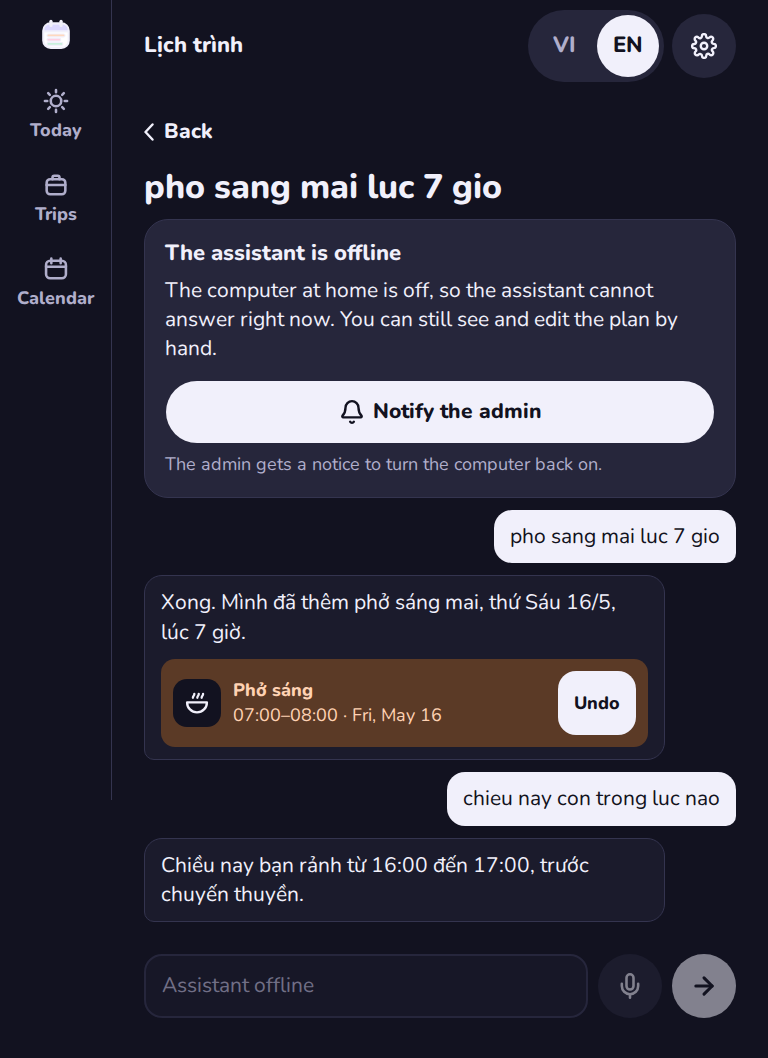 Lịch trình
VI
EN
Today
Trips
Calendar
Back
pho sang mai luc 7 gio
The assistant is offline
The computer at home is off, so the assistant cannot
answer right now. You can still see and edit the plan by
hand.
Notify the admin
The admin gets a notice to turn the computer back on.
pho sang mai luc 7 gio
Xong. Mình đã thêm phở sáng mai, thứ Sáu 16/5,
lúc 7 giờ.
Phở sáng
07:00–08:00 · Fri, May 16
Undo
chieu nay con trong luc nao
Chiều nay bạn rảnh từ 16:00 đến 17:00, trước
chuyến thuyền.
Assistant offline